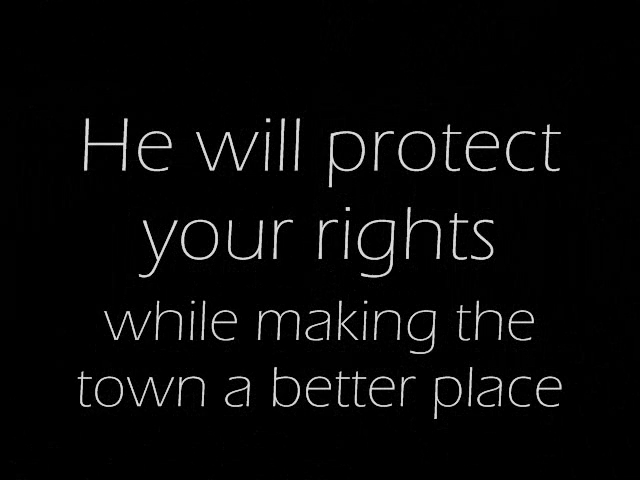 He will protect
your rights
while making the
town a better place